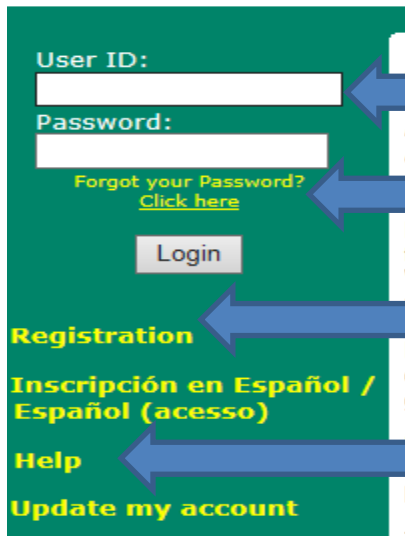 User ID:
Password:
Forgot your Password?
Click here
Login
Registration
Inscripción en Español /
Español (acesso)
Help
Update my account